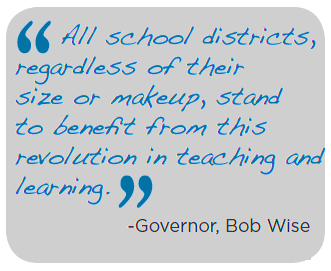 “ All school districts,
regardless of their
size or makeup, stand
to benefit from this
revolution in teaching and
learning. ”
-Governor, Bob Wise